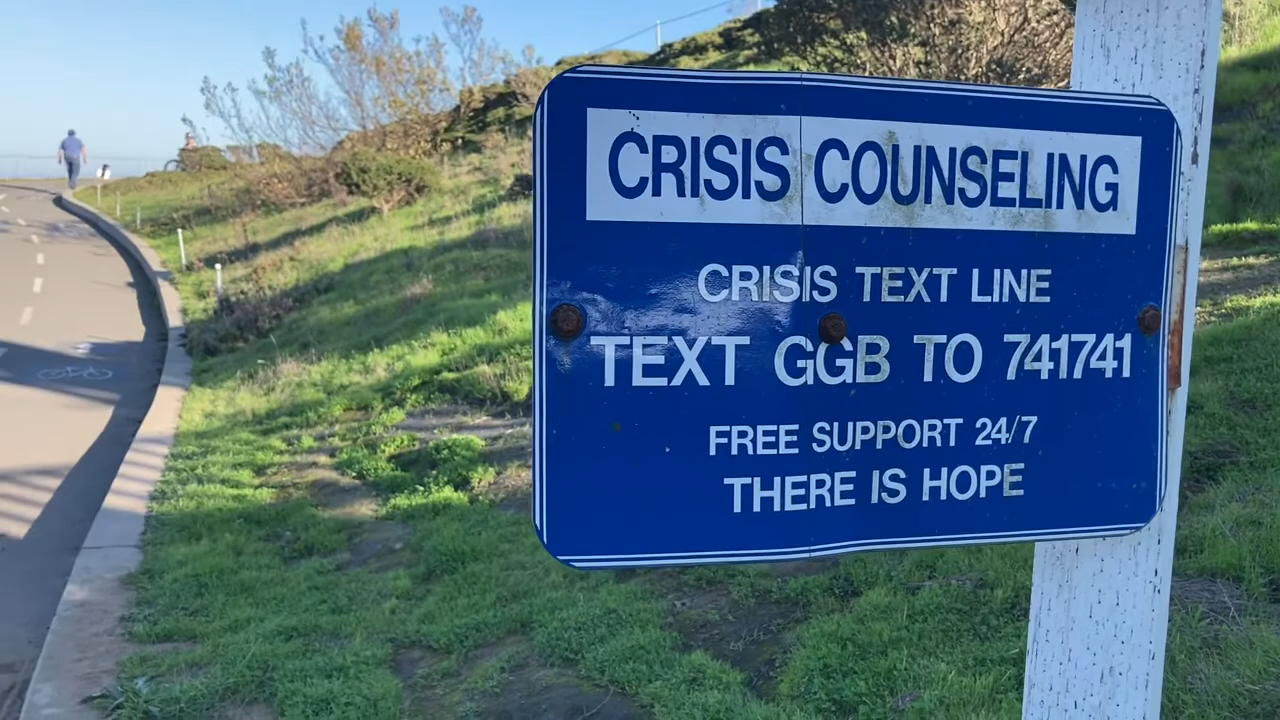 CRISIS COUNSELING
CRISIS TEXT LINE
TEXT GGB TO 741741
FREE SUPPORT 24/7
THERE IS HOPE